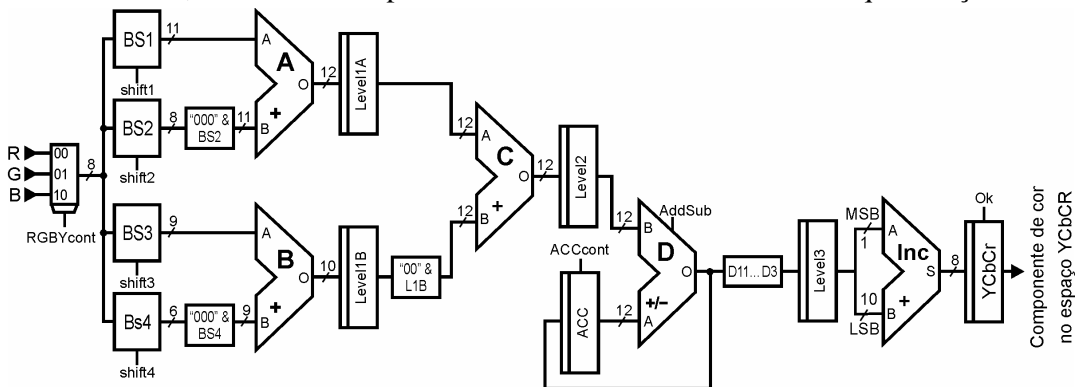 R
G
B
00
01
10
8
RGBYcont
BS1
11
shift1
BS2
8
"000" &
BS2
11
shift2
BS3
9
shift3
Bs4
6
"000" &
BS4
9
shift4
A
A
B
+
O
12
Level1A
A
B
B
+
O
10
Level1B
"00" &
L1B
12
12
A
C
B
+
O
12
Level2
12
AddSub
B
D
+/−
A
O
ACCcont
ACC
12
D11... D3
Level3
MSB
1
10
LSB
A
Inc
B
+
S
8
Ok
YCbCr
Componente de cor
no espaço YCbCR